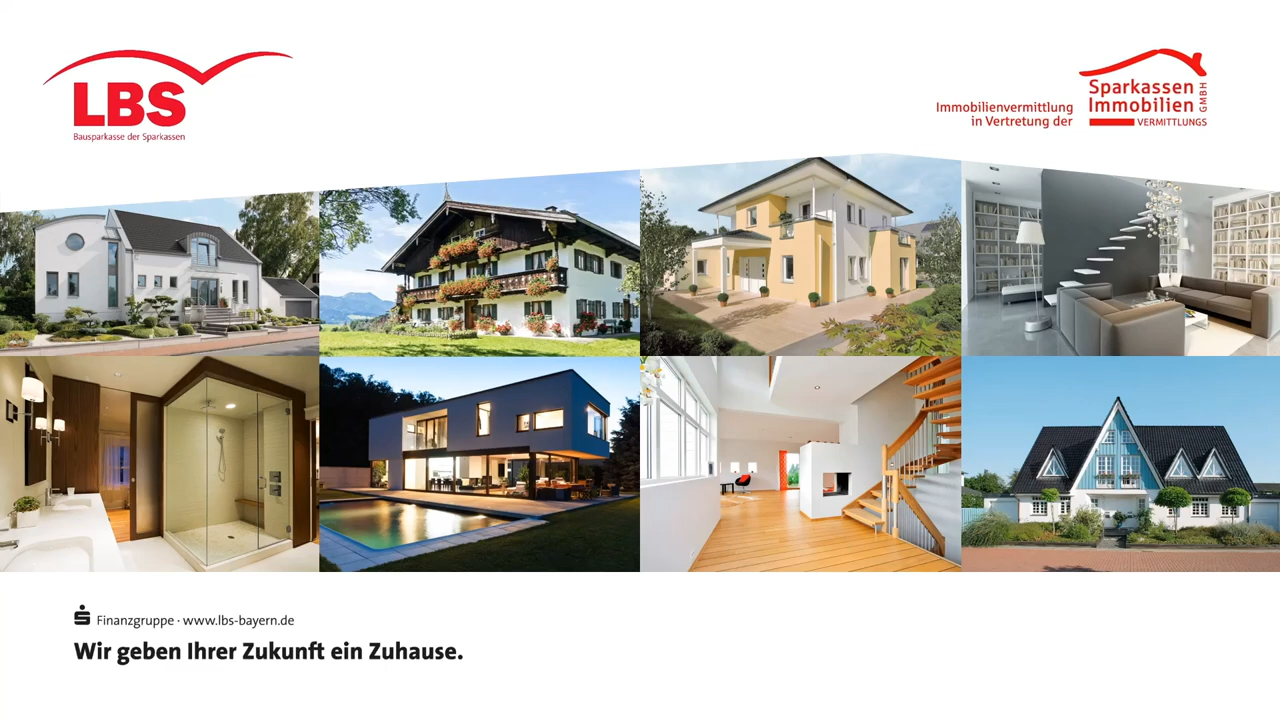 LBS
Bausparkasse der Sparkassen
Immobilienvermittlung
in Vertretung der
Sparkassen
Immobilien
GMBH
VERMITTLUNGS
Finanzgruppe · www.lbs-bayern.de
Wir geben Ihrer Zukunft ein Zuhause.